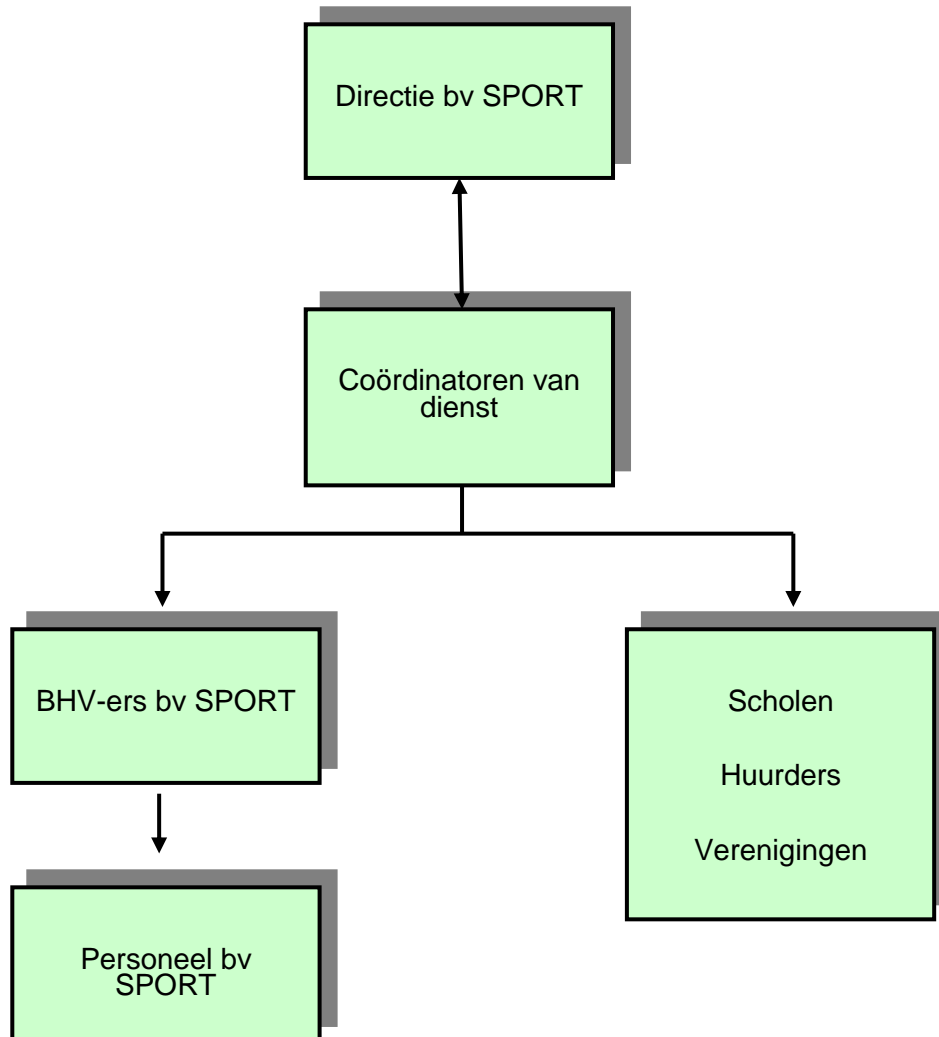 Directie bv SPORT
Coördinatoren van
dienst
BHV-ers bv SPORT
Scholen
Huurders
Verenigingen
Personeel bv
SPORT